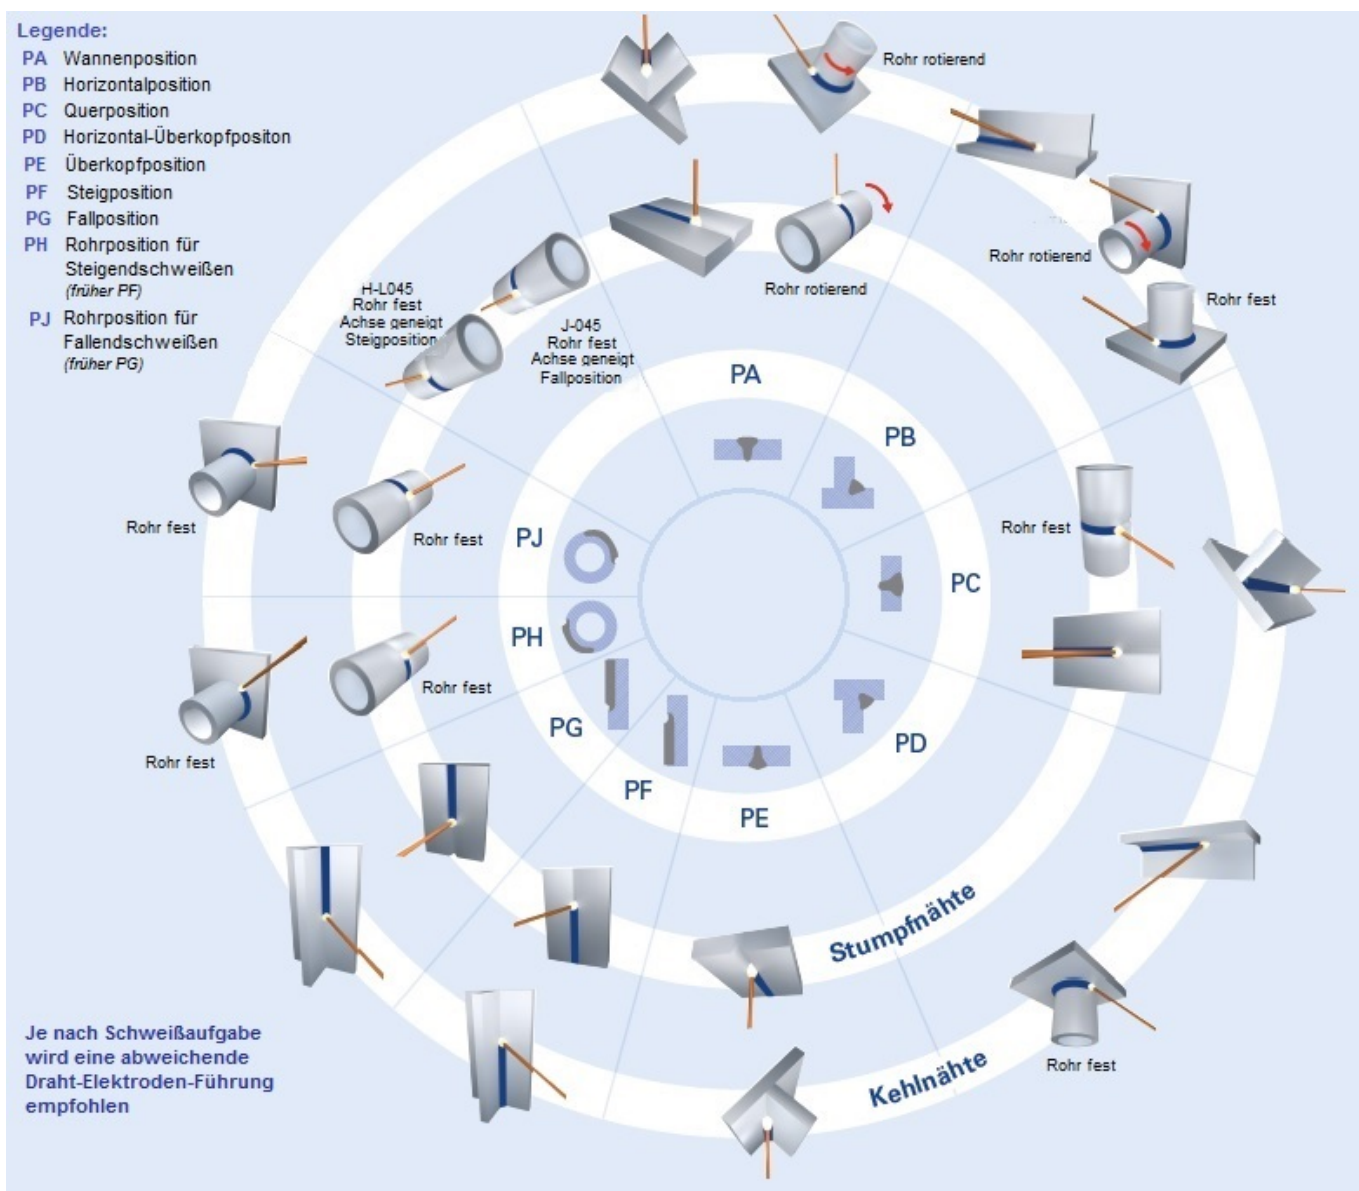 Legende:
PA Wannenposition
PB Horizontalposition
PC Querposition
PD Horizontal-Überkopfpositon
PE Überkopfposition
PF Steigposition
PG Fallposition
PH Rohrposition für
Steigendschweißen
(früher PF)
PJ Rohrposition für
Fallendschweißen
(früher PG)
Rohr rotierend
Rohr rotierend
Rohr rotierend
Rohr fest
H-L045
Rohr fest
Achse geneigt
Steigposition
J-045
Rohr fest
Achse geneigt
Fallposition
PA
PB
PC
PD
PE
PF
PG
PH
PJ
Rohr fest
Rohr fest
Rohr fest
Rohr fest
Rohr fest
Rohr fest
Stumpfnähte
Kehlnähte
Je nach Schweißaufgabe
wird eine abweichende
Draht-Elektroden-Führung
empfohlen